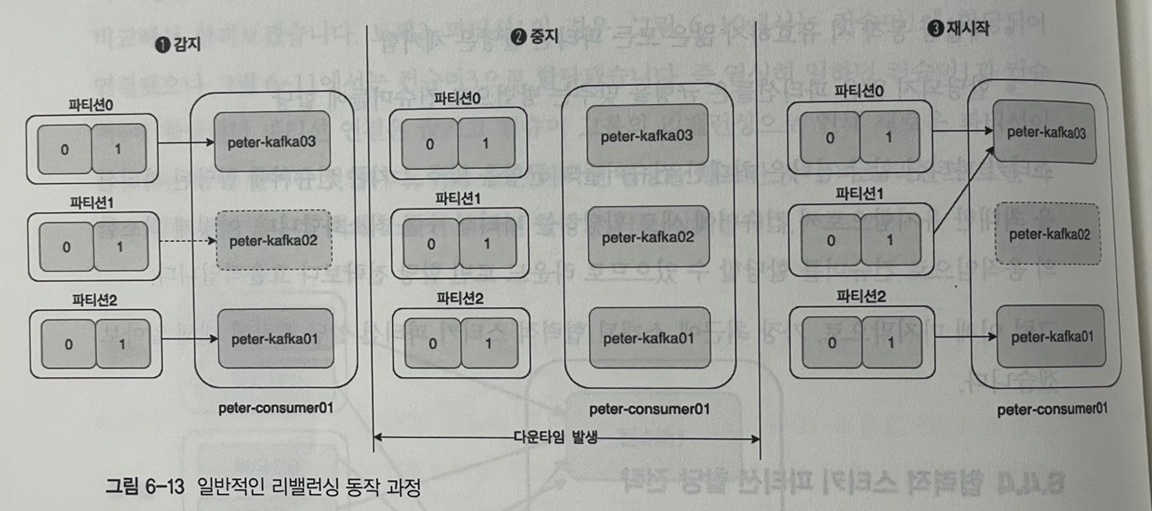 ❶ 감지
파티션0
0 1
peter-kafka03
파티션1
0 1
peter-kafka02
파티션2
0 1
peter-kafka01
peter-consumer01
❷ 중지
파티션0
0 1
peter-kafka03
파티션1
0 1
peter-kafka02
파티션2
0 1
peter-kafka01
peter-consumer01
다운타임 발생
❸ 재시작
파티션0
0 1
peter-kafka03
파티션1
0 1
peter-kafka02
파티션2
0 1
peter-kafka01
peter-consumer01
그림 6-13 일반적인 리밸런싱 동작 과정